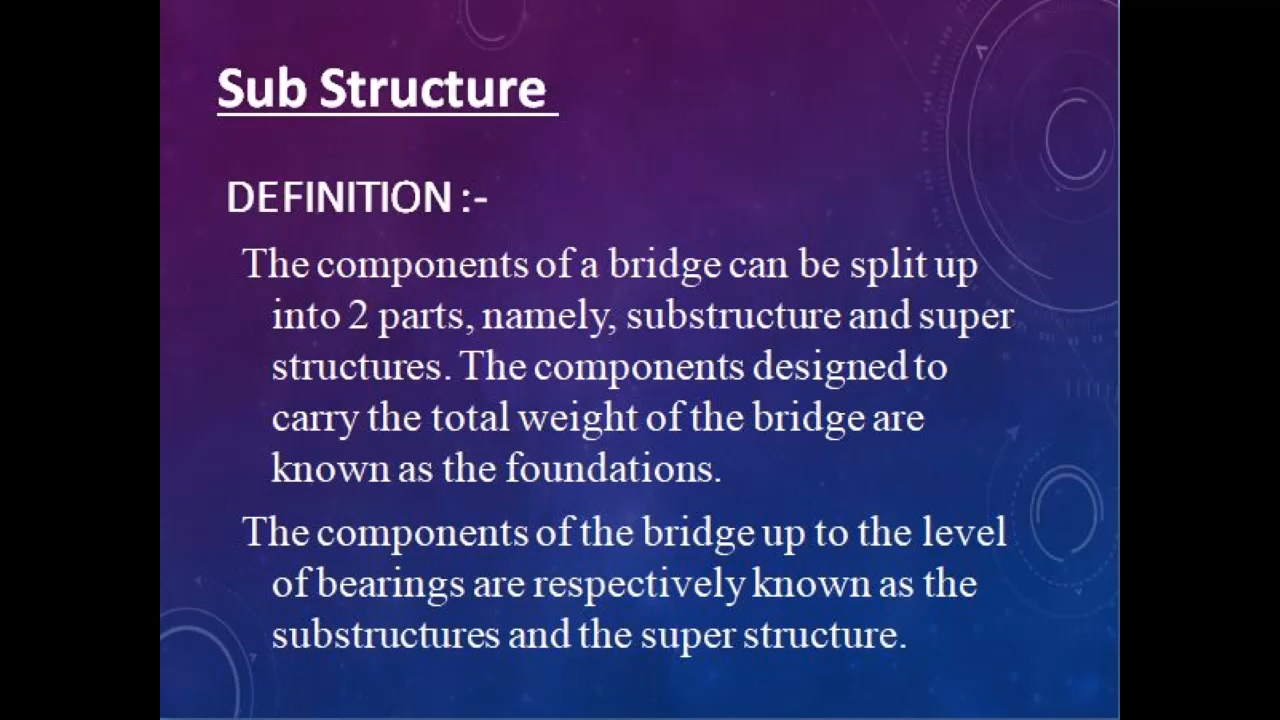 Sub Structure
DEFINITION :-
The components of a bridge can be split up
into 2 parts, namely, substructure and super
structures. The components designed to
carry the total weight of the bridge are
known as the foundations.
The components of the bridge up to the level
of bearings are respectively known as the
substructures and the super structure.